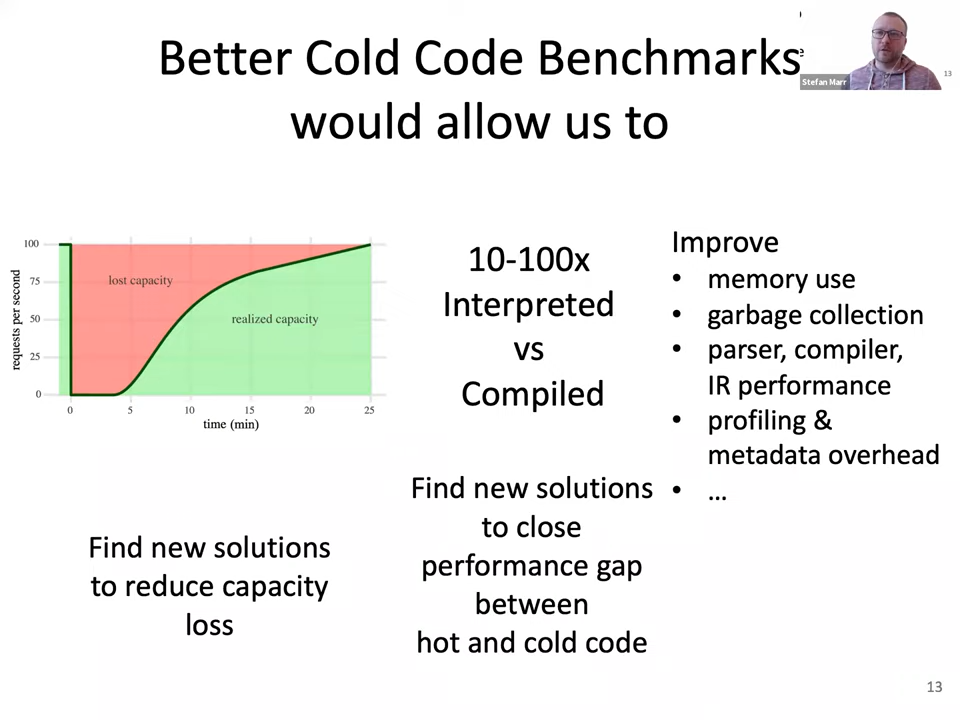 Better Cold Code Benchmarks
would allow us to
Stefan Marr
13
100
75
50
25
0
requests per second
lost capacity
realized capacity
0 5 10 15 20 25
time (min)
Find new solutions
to reduce capacity
loss
10-100x
Interpreted
vs
Compiled
Find new solutions
to close
performance gap
between
hot and cold code
Improve
• memory use
• garbage collection
• parser, compiler,
IR performance
• profiling &
metadata overhead
• …
13